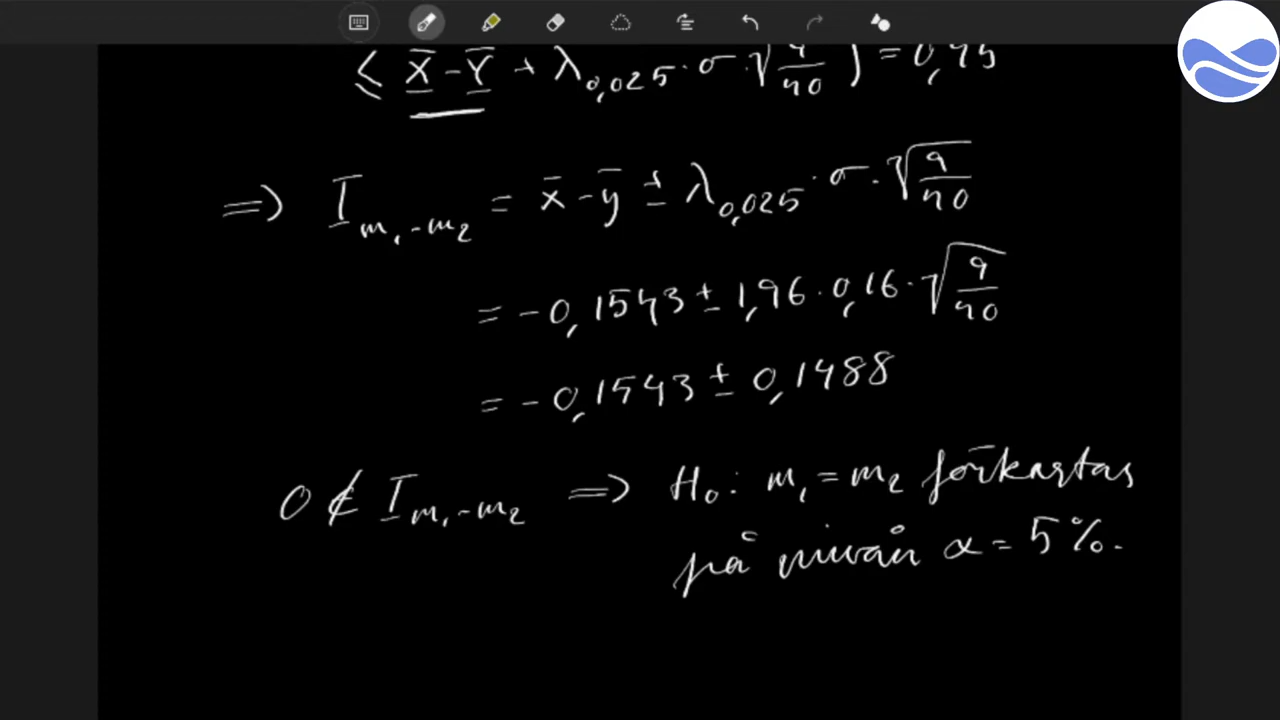 ≤ X̄ - Ȳ + λ₀,₀₂₅ · σ · √(9/40) ) = 0,95
⇒ I_{m₁-m₂} = x̄ - ȳ ± λ₀,₀₂₅ · σ · √(9/40)
= -0,1543 ± 1,96 · 0,16 · √(9/40)
= -0,1543 ± 0,1488
0 ∉ I_{m₁-m₂} ⇒ H₀: m₁ = m₂ förkastas
på nivån α = 5%.